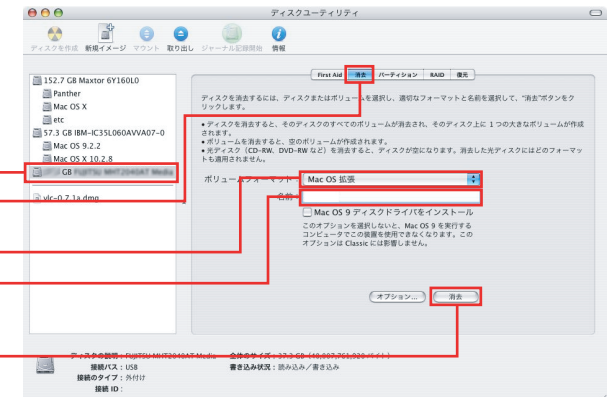 ディスクユーティリティ
ディスクを作成 新規イメージ マウント 取り出し ジャーナル記録開始 情報
152.7 GB Maxtor 6Y160L0
Panther
Mac OS X
etc
57.3 GB IBM-IC35L060AVVA07-0
Mac OS 9.2.2
Mac OS X 10.2.8
GB FUJITSU MHT2040AT Media
vlc-0.7.1a.dmg
First Aid 消去 パーティション RAID 復元
ディスクを消去するには、ディスクまたはボリュームを選択し、適切なフォーマットと名前を選択して、"消去"ボタンをク
リックします。
• ディスクを消去すると、そのディスクのすべてのボリュームが消去され、そのディスク上に 1 つの大きなボリュームが作成
されます。
• ボリュームを消去すると、空のボリュームが作成されます。
• 光ディスク（CD-RW、DVD-RW など）を消去すると、ディスクが空になります。消去した光ディスクにはどのフォーマッ
トも適用されません。
ボリュームフォーマット： Mac OS 拡張
名前：
Mac OS 9 ディスクドライバをインストール
このオプションを選択しないと、Mac OS 9 を実行する
コンピュータでこの装置を使用できなくなります。この
オプションは Classic には影響しません。
オプション... 消去
ディスクの説明：FUJITSU MHT2040AT Media 全体のサイズ：37.3 GB（40,007,761,920 バイト）
接続バス：USB 書き込み状況：読み込み／書き込み
接続のタイプ：外付け
接続 ID：